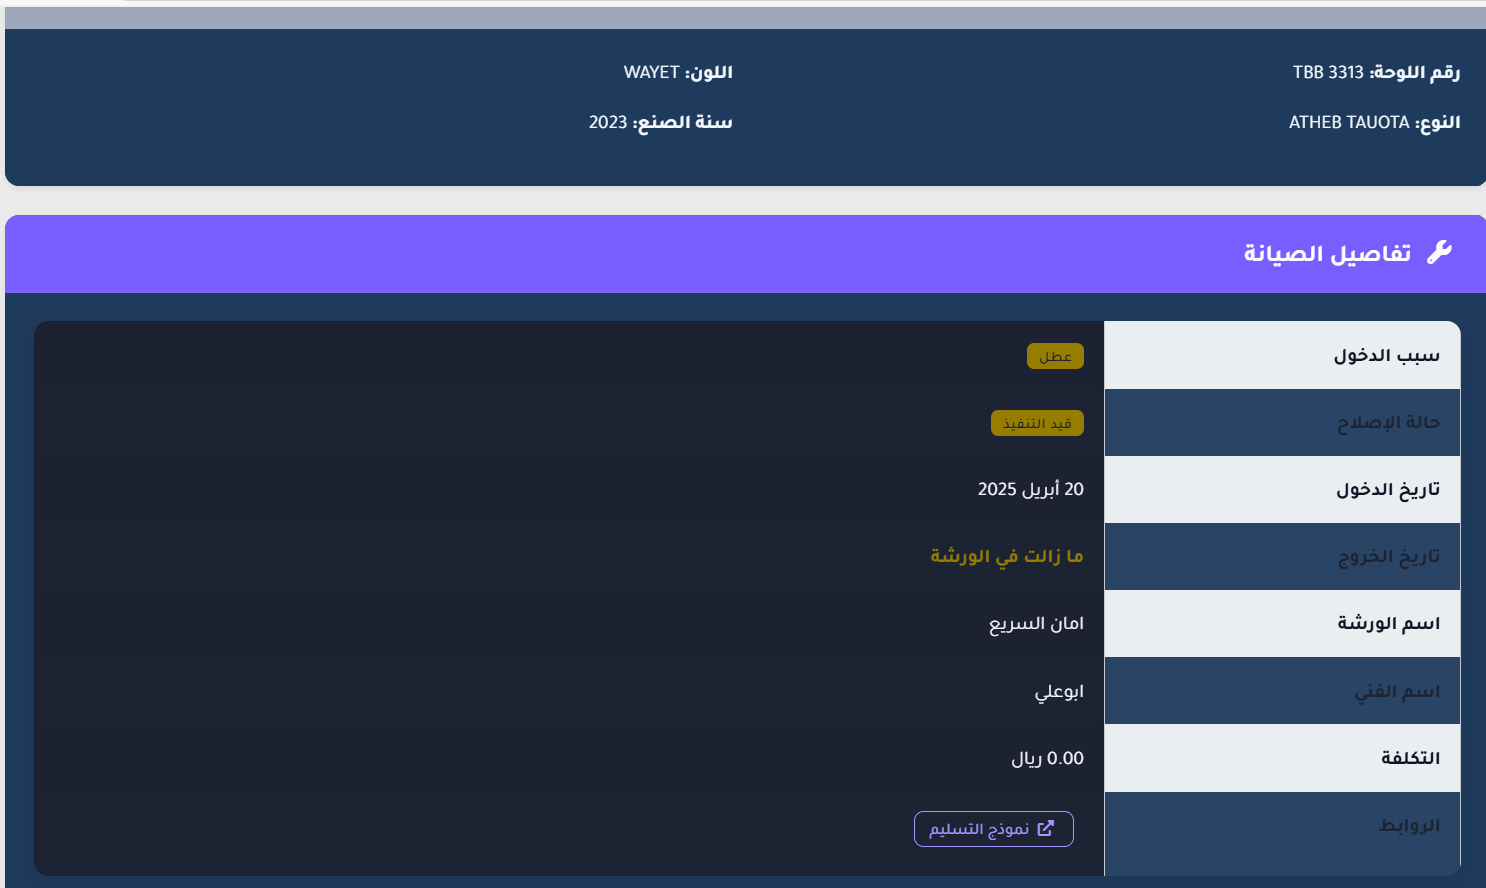 رقم اللوحة: TBB 3313
اللون: WAYET
النوع: ATHEB TAUOTA
سنة الصنع: 2023
تفاصيل الصيانة
سبب الدخول عطل
حالة الإصلاح قيد التنفيذ
تاريخ الدخول 20 أبريل 2025
تاريخ الخروج ما زالت في الورشة
اسم الورشة امان السريع
اسم الفني ابوعلي
التكلفة 0.00 ريال
الروابط نموذج التسليم